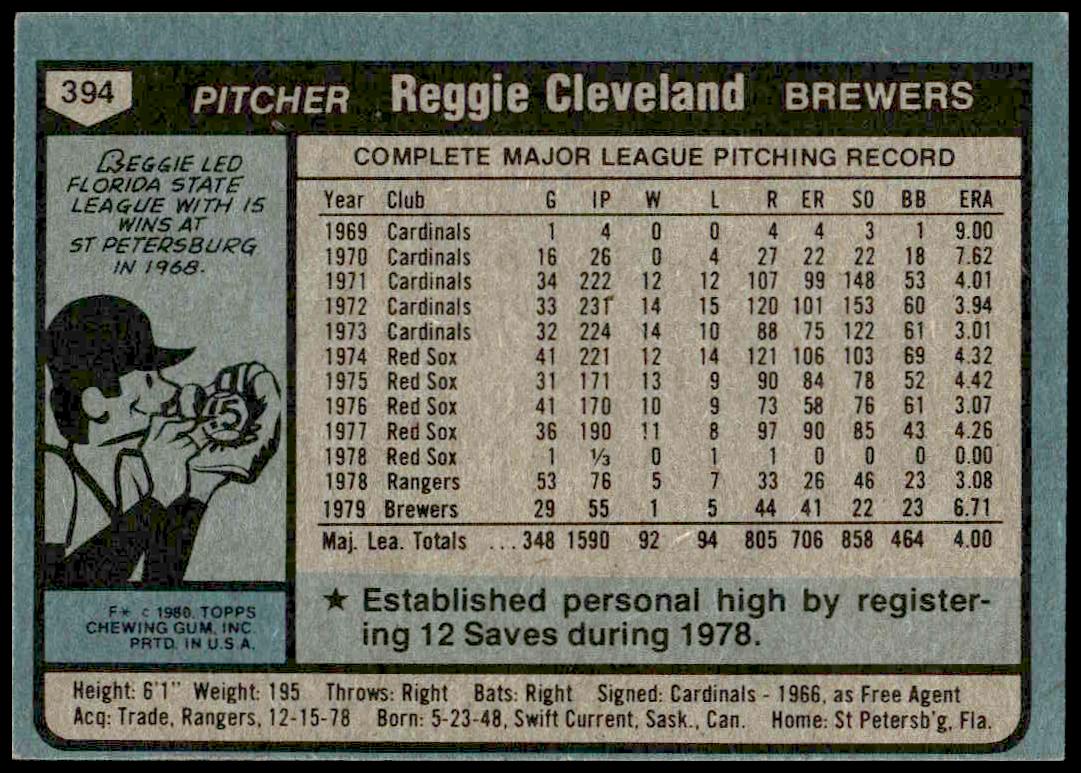 394 PITCHER Reggie Cleveland BREWERS
REGGIE LED
FLORIDA STATE
LEAGUE WITH 15
WINS AT
ST PETERSBURG
IN 1968.
15
F* © 1980 TOPPS
CHEWING GUM, INC.
PRTD. IN U.S.A.
COMPLETE MAJOR LEAGUE PITCHING RECORD
Year Club G IP W L R ER SO BB ERA
1969 Cardinals 1 4 0 0 4 4 3 1 9.00
1970 Cardinals 16 26 0 4 27 22 22 18 7.62
1971 Cardinals 34 222 12 12 107 99 148 53 4.01
1972 Cardinals 33 231 14 15 120 101 153 60 3.94
1973 Cardinals 32 224 14 10 88 75 122 61 3.01
1974 Red Sox 41 221 12 14 121 106 103 69 4.32
1975 Red Sox 31 171 13 9 90 84 78 52 4.42
1976 Red Sox 41 170 10 9 73 58 76 61 3.07
1977 Red Sox 36 190 11 8 97 90 85 43 4.26
1978 Red Sox 1 ⅓ 0 1 1 0 0 0 0.00
1978 Rangers 53 76 5 7 33 26 46 23 3.08
1979 Brewers 29 55 1 5 44 41 22 23 6.71
Maj. Lea. Totals ... 348 1590 92 94 805 706 858 464 4.00
★ Established personal high by register-
ing 12 Saves during 1978.
Height: 6'1" Weight: 195 Throws: Right Bats: Right Signed: Cardinals - 1966, as Free Agent
Acq: Trade, Rangers, 12-15-78 Born: 5-23-48, Swift Current, Sask., Can. Home: St Petersb'g, Fla.